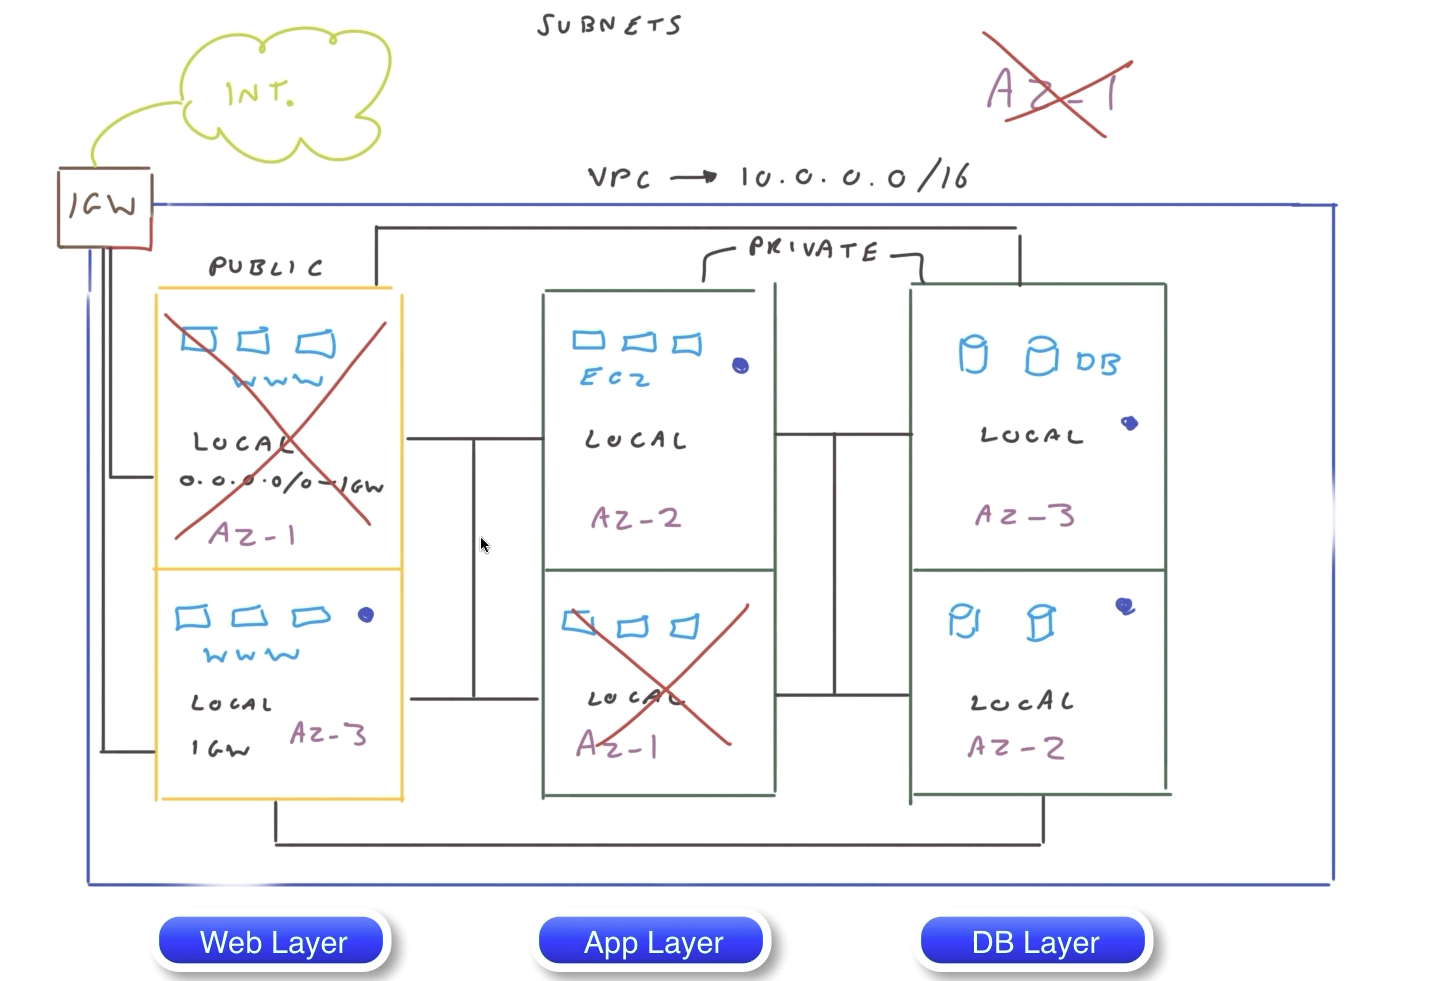 SUBNETS
INT.
AZ-1
VPC → 10.0.0.0/16
IGW
PUBLIC
PRIVATE
WWW
LOCAL
0.0.0.0/0-IGW
AZ-1
EC2
LOCAL
AZ-2
DB
LOCAL
AZ-3
WWW
LOCAL
IGW
AZ-3
LOCAL
AZ-1
LOCAL
AZ-2
Web Layer
App Layer
DB Layer